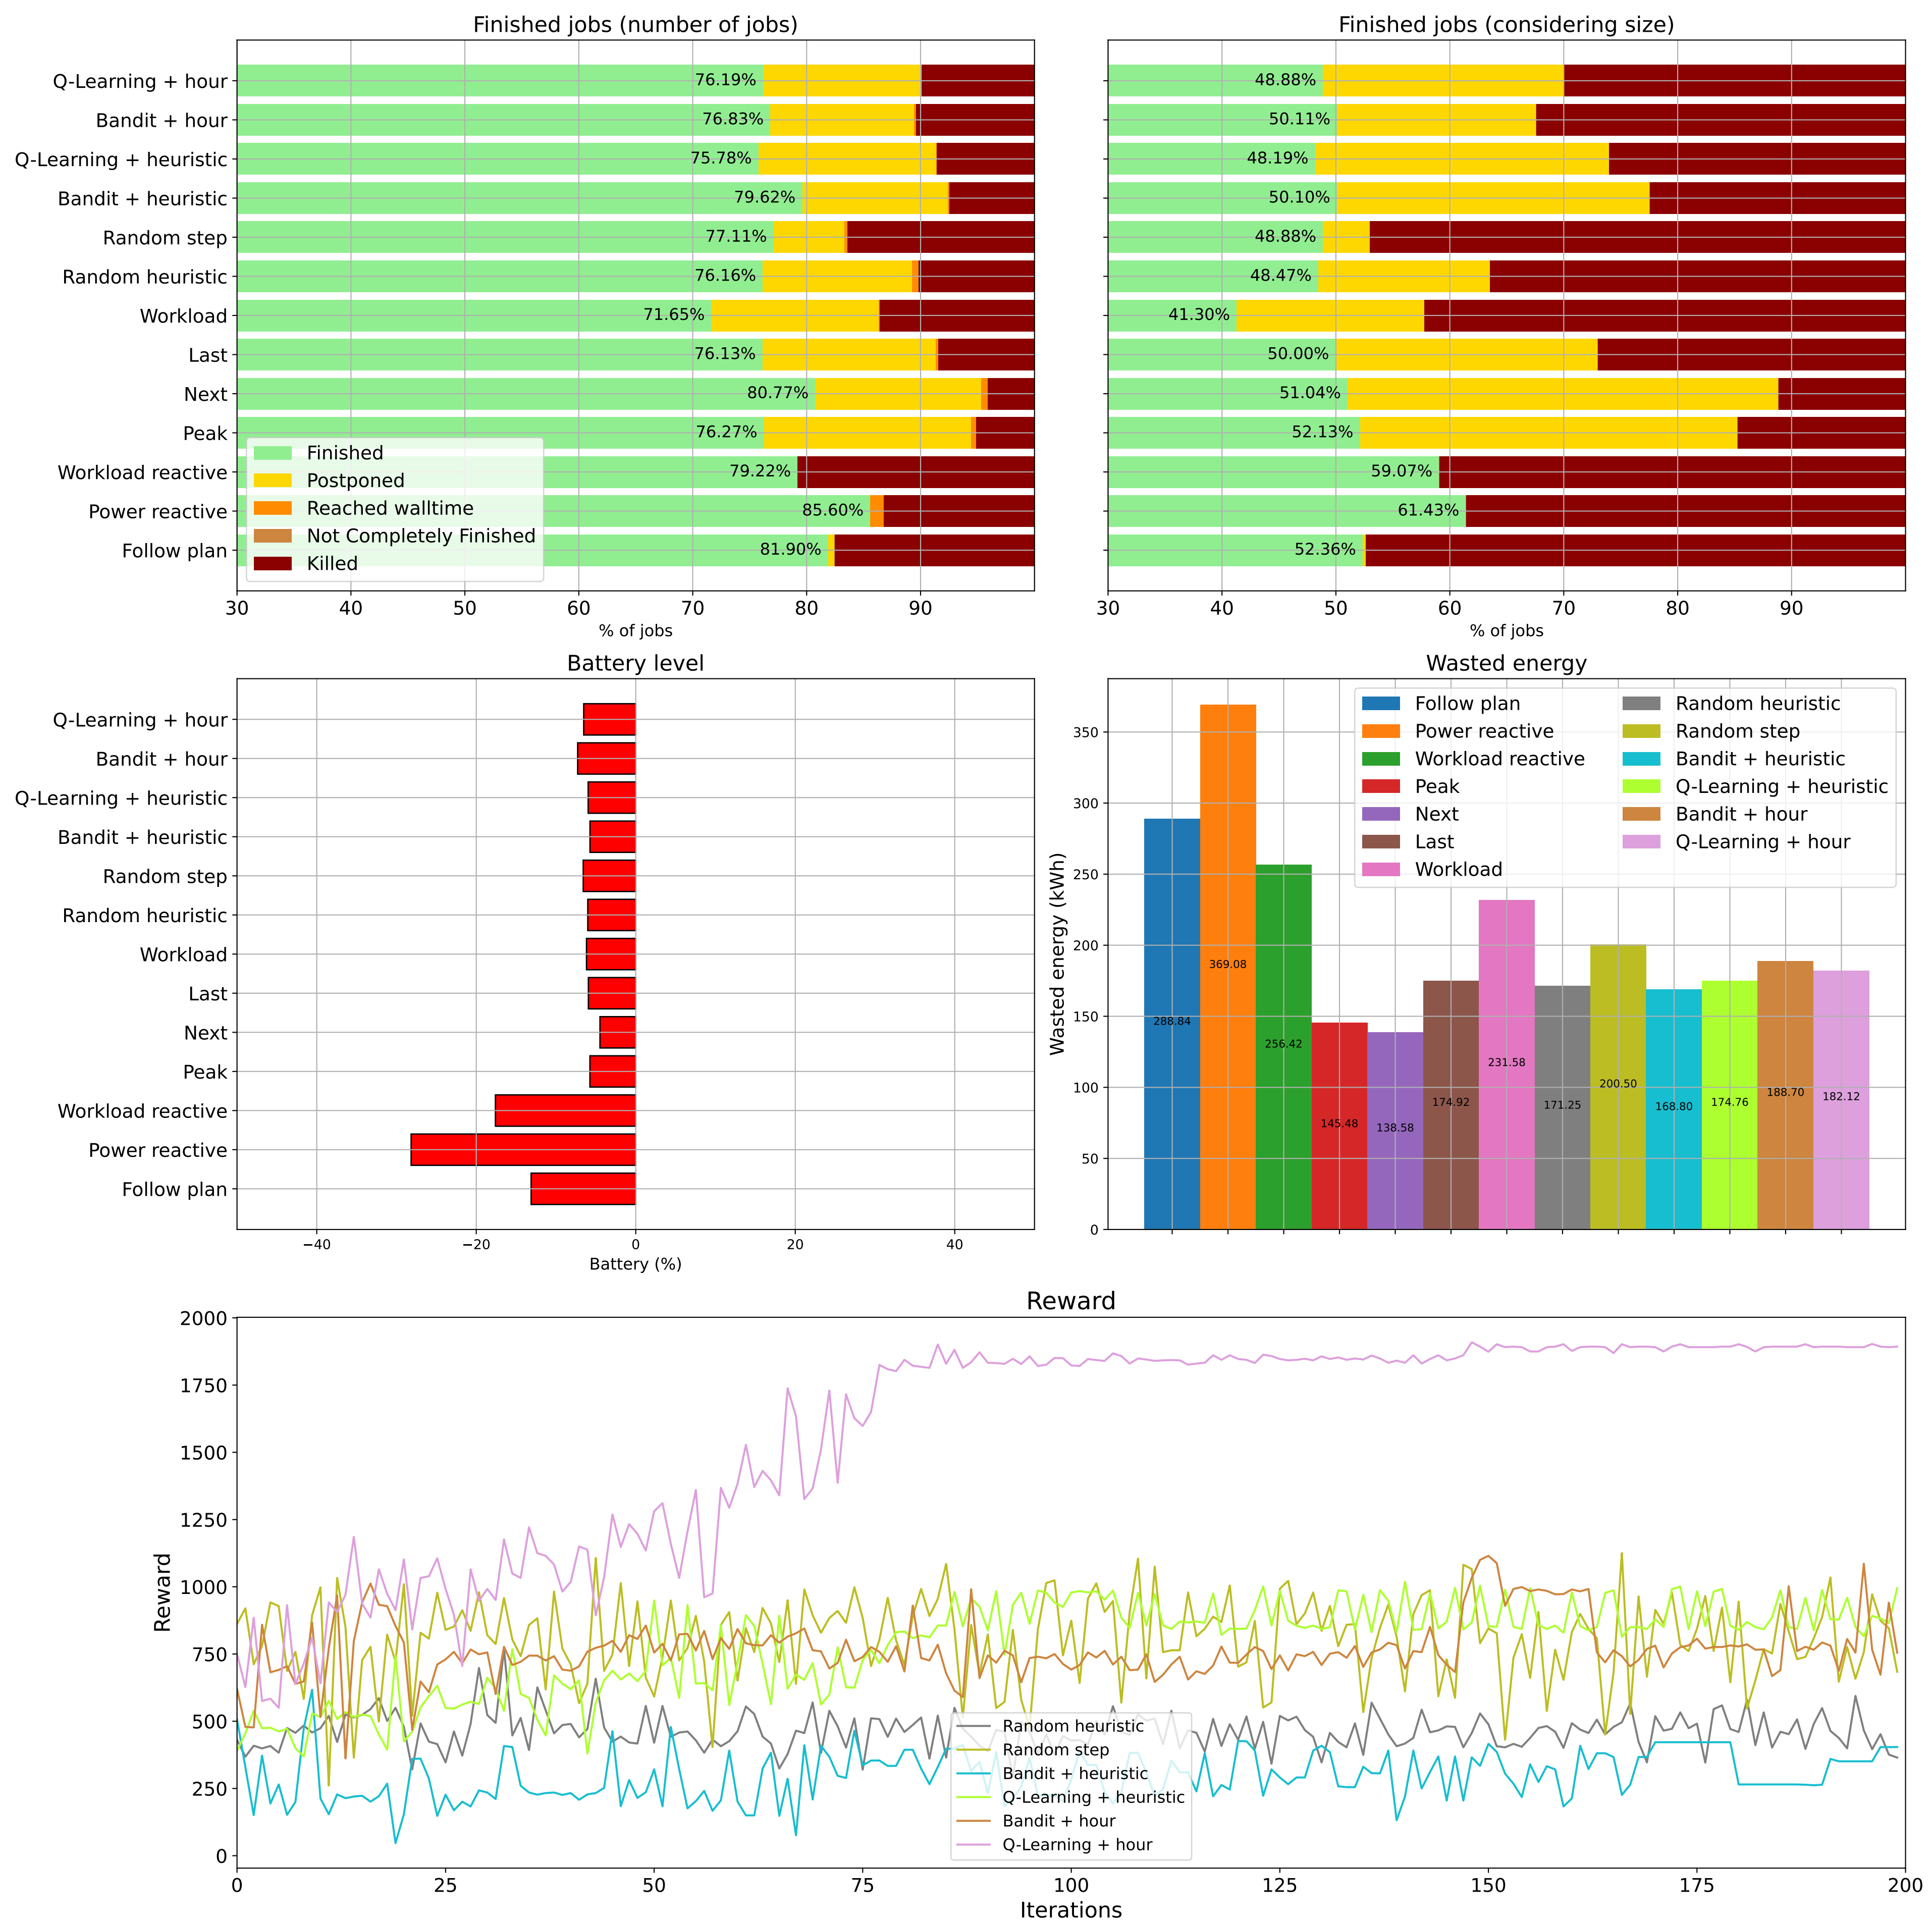 Finished jobs (number of jobs)
Q-Learning + hour
Bandit + hour
Q-Learning + heuristic
Bandit + heuristic
Random step
Random heuristic
Workload
Last
Next
Peak
Workload reactive
Power reactive
Follow plan
76.19%
76.83%
75.78%
79.62%
77.11%
76.16%
71.65%
76.13%
80.77%
76.27%
79.22%
85.60%
81.90%
Finished
Postponed
Reached walltime
Not Completely Finished
Killed
30 40 50 60 70 80 90
% of jobs
Finished jobs (considering size)
48.88%
50.11%
48.19%
50.10%
48.88%
48.47%
41.30%
50.00%
51.04%
52.13%
59.07%
61.43%
52.36%
30 40 50 60 70 80 90
% of jobs
Battery level
Q-Learning + hour
Bandit + hour
Q-Learning + heuristic
Bandit + heuristic
Random step
Random heuristic
Workload
Last
Next
Peak
Workload reactive
Power reactive
Follow plan
−40 −20 0 20 40
Battery (%)
Wasted energy
Wasted energy (kWh)
350
300
250
200
150
100
50
0
Follow plan
Power reactive
Workload reactive
Peak
Next
Last
Workload
Random heuristic
Random step
Bandit + heuristic
Q-Learning + heuristic
Bandit + hour
Q-Learning + hour
288.84
369.08
256.42
145.48
138.58
174.92
231.58
171.25
200.50
168.80
174.76
188.70
182.12
Reward
Reward
2000
1750
1500
1250
1000
750
500
250
0
Random heuristic
Random step
Bandit + heuristic
Q-Learning + heuristic
Bandit + hour
Q-Learning + hour
0 25 50 75 100 125 150 175 200
Iterations